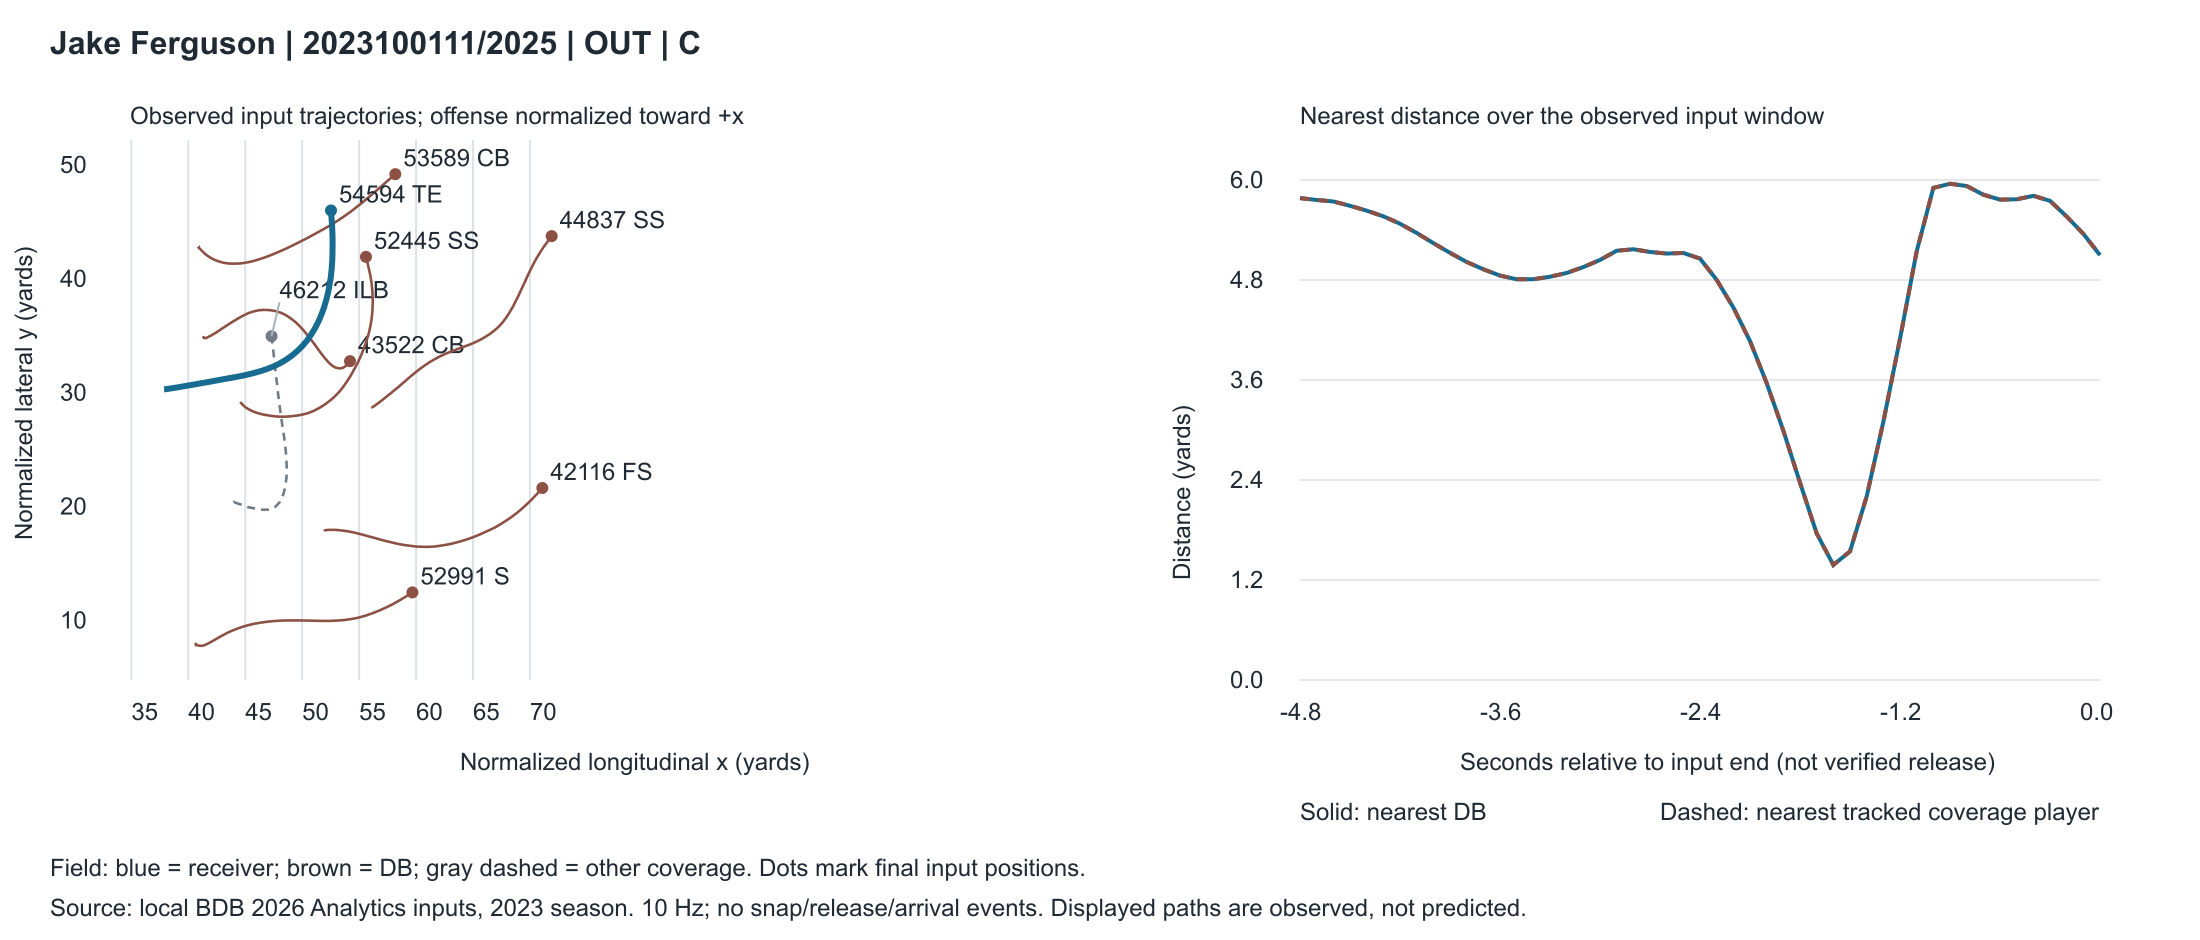 Jake Ferguson | 2023100111/2025 | OUT | C
Observed input trajectories; offense normalized toward +x
50
40
30
20
10
Normalized lateral y (yards)
53589 CB
54594 TE
44837 SS
52445 SS
46212 ILB
43522 CB
42116 FS
52991 S
35 40 45 50 55 60 65 70
Normalized longitudinal x (yards)
Nearest distance over the observed input window
6.0
4.8
3.6
2.4
1.2
0.0
Distance (yards)
-4.8 -3.6 -2.4 -1.2 0.0
Seconds relative to input end (not verified release)
Solid: nearest DB Dashed: nearest tracked coverage player
Field: blue = receiver; brown = DB; gray dashed = other coverage. Dots mark final input positions.
Source: local BDB 2026 Analytics inputs, 2023 season. 10 Hz; no snap/release/arrival events. Displayed paths are observed, not predicted.